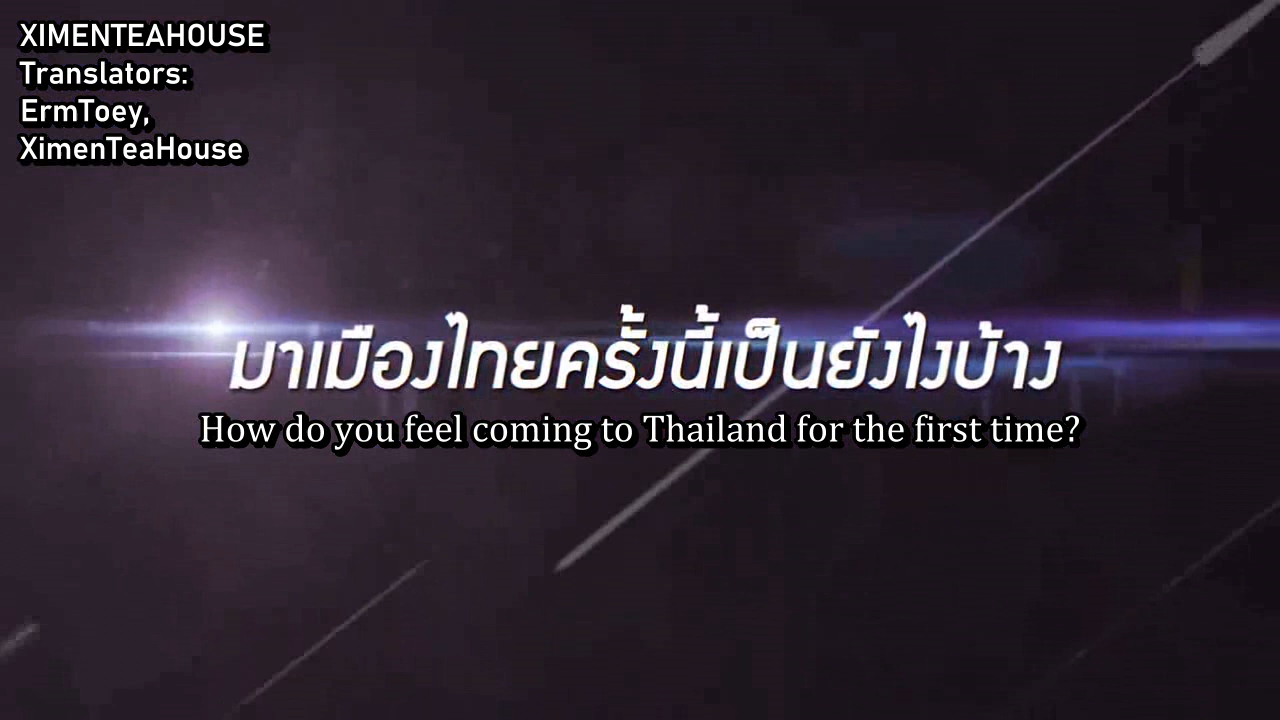 XIMENTEAHOUSE
Translators:
ErmToey,
XimenTeaHouse
มาเมืองไทยครั้งนี้เป็นยังไงบ้าง
How do you feel coming to Thailand for the first time?